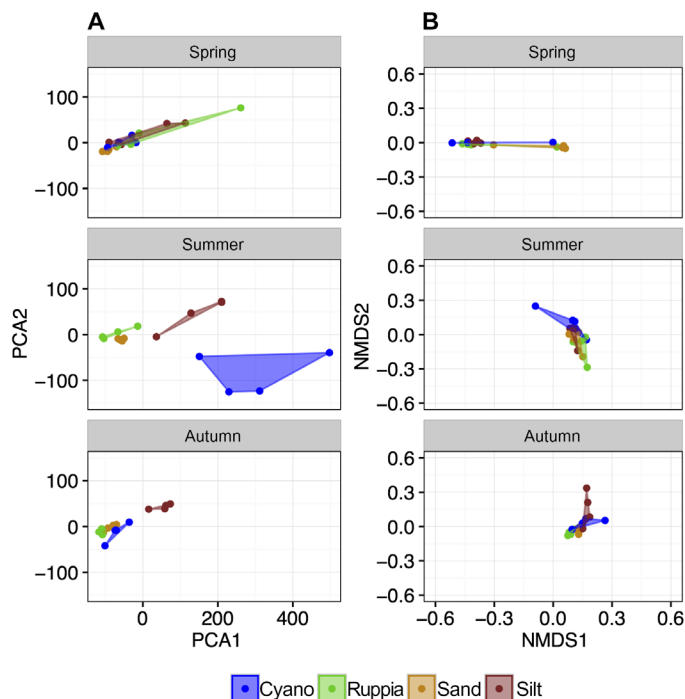 A B
Spring Spring
100
0
−100
0.6
0.3
0.0
−0.3
−0.6
Summer Summer
100
0
−100
0.6
0.3
0.0
−0.3
−0.6
Autumn Autumn
100
0
−100
0.6
0.3
0.0
−0.3
−0.6
PCA2
NMDS2
0 200 400
−0.6 −0.3 0.0 0.3 0.6
PCA1 NMDS1
Cyano Ruppia Sand Silt